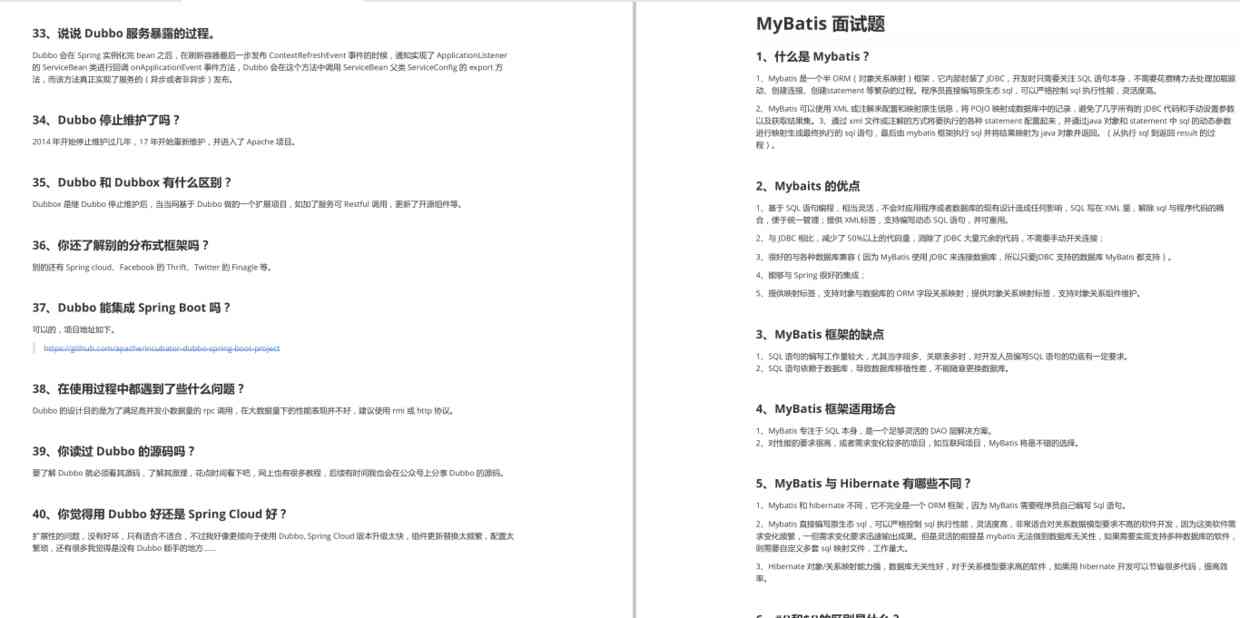 33、说说 Dubbo 服务暴露的过程。
Dubbo 会在 Spring 实例化完 bean 之后，在刷新容器最后一步发布 ContextRefreshEvent 事件的时候，通知实现了 ApplicationListener
的 ServiceBean 类进行回调 onApplicationEvent 事件方法，Dubbo 会在这个方法中调用 ServiceBean 父类 ServiceConfig 的 export 方
法，而该方法真正实现了服务的（异步或者非异步）发布。
34、Dubbo 停止维护了吗？
2014 年开始停止维护过几年，17 年开始重新维护，并进入了 Apache 项目。
35、Dubbo 和 Dubbox 有什么区别？
Dubbox 是继 Dubbo 停止维护后，当当网基于 Dubbo 做的一个扩展项目，如加了服务可 Restful 调用，更新了开源组件等。
36、你还了解别的分布式框架吗？
别的还有 Spring cloud、Facebook 的 Thrift、Twitter 的 Finagle 等。
37、Dubbo 能集成 Spring Boot 吗？
可以的，项目地址如下。
https://github.com/apache/incubator-dubbo-spring-boot-project
38、在使用过程中都遇到了些什么问题？
Dubbo 的设计目的是为了满足高并发小数据量的 rpc 调用，在大数据量下的性能表现并不好，建议使用 rmi 或 http 协议。
39、你读过 Dubbo 的源码吗？
要了解 Dubbo 就必须看其源码，了解其原理，花点时间看下吧，网上也有很多教程，后续有时间我也会在公众号上分享 Dubbo 的源码。
40、你觉得用 Dubbo 好还是 Spring Cloud 好？
扩展性的问题，没有好坏，只有适合不适合，不过我好像更倾向于使用 Dubbo, Spring Cloud 版本升级太快，组件更新替换太频繁，配置太
繁琐，还有很多我觉得是没有 Dubbo 顺手的地方......
MyBatis 面试题
1、什么是 Mybatis？
1、Mybatis 是一个半 ORM（对象关系映射）框架，它内部封装了 JDBC，开发时只需要关注 SQL 语句本身，不需要花费精力去处理加载驱
动、创建连接、创建statement 等繁杂的过程。程序员直接编写原生态 sql，可以严格控制 sql 执行性能，灵活度高。
2、MyBatis 可以使用 XML 或注解来配置和映射原生信息，将 POJO 映射成数据库中的记录，避免了几乎所有的 JDBC 代码和手动设置参数
以及获取结果集。3、通过 xml 文件或注解的方式将要执行的各种 statement 配置起来，并通过java 对象和 statement 中 sql 的动态参数
进行映射生成最终执行的 sql 语句，最后由 mybatis 框架执行 sql 并将结果映射为 java 对象并返回。（从执行 sql 到返回 result 的过
程）。
2、Mybaits 的优点
1、基于 SQL 语句编程，相当灵活，不会对应用程序或者数据库的现有设计造成任何影响，SQL 写在 XML 里，解除 sql 与程序代码的耦
合，便于统一管理；提供 XML标签，支持编写动态 SQL 语句，并可重用。
2、与 JDBC 相比，减少了 50%以上的代码量，消除了 JDBC 大量冗余的代码，不需要手动开关连接；
3、很好的与各种数据库兼容（因为 MyBatis 使用 JDBC 来连接数据库，所以只要JDBC 支持的数据库 MyBatis 都支持）。
4、能够与 Spring 很好的集成；
5、提供映射标签，支持对象与数据库的 ORM 字段关系映射；提供对象关系映射标签，支持对象关系组件维护。
3、MyBatis 框架的缺点
1、SQL 语句的编写工作量较大，尤其当字段多、关联表多时，对开发人员编写SQL 语句的功底有一定要求。
2、SQL 语句依赖于数据库，导致数据库移植性差，不能随意更换数据库。
4、MyBatis 框架适用场合
1、MyBatis 专注于 SQL 本身，是一个足够灵活的 DAO 层解决方案。
2、对性能的要求很高，或者需求变化较多的项目，如互联网项目，MyBatis 将是不错的选择。
5、MyBatis 与 Hibernate 有哪些不同？
1、Mybatis 和 hibernate 不同，它不完全是一个 ORM 框架，因为 MyBatis 需要程序员自己编写 Sql 语句。
2、Mybatis 直接编写原生态 sql，可以严格控制 sql 执行性能，灵活度高，非常适合对关系数据模型要求不高的软件开发，因为这类软件需
求变化频繁，一但需求变化要求迅速输出成果。但是灵活的前提是 mybatis 无法做到数据库无关性，如果需要实现支持多种数据库的软件，
则需要自定义多套 sql 映射文件，工作量大。
3、Hibernate 对象/关系映射能力强，数据库无关性好，对于关系模型要求高的软件，如果用 hibernate 开发可以节省很多代码，提高效
率。
6、#{}和${}的区别是什么？